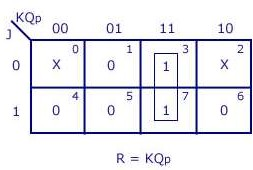 KQp
J
00 01 11 10
0 1 3 2
0 X 0 1 X
4 5 7 6
1 0 0 1 0
R = KQp